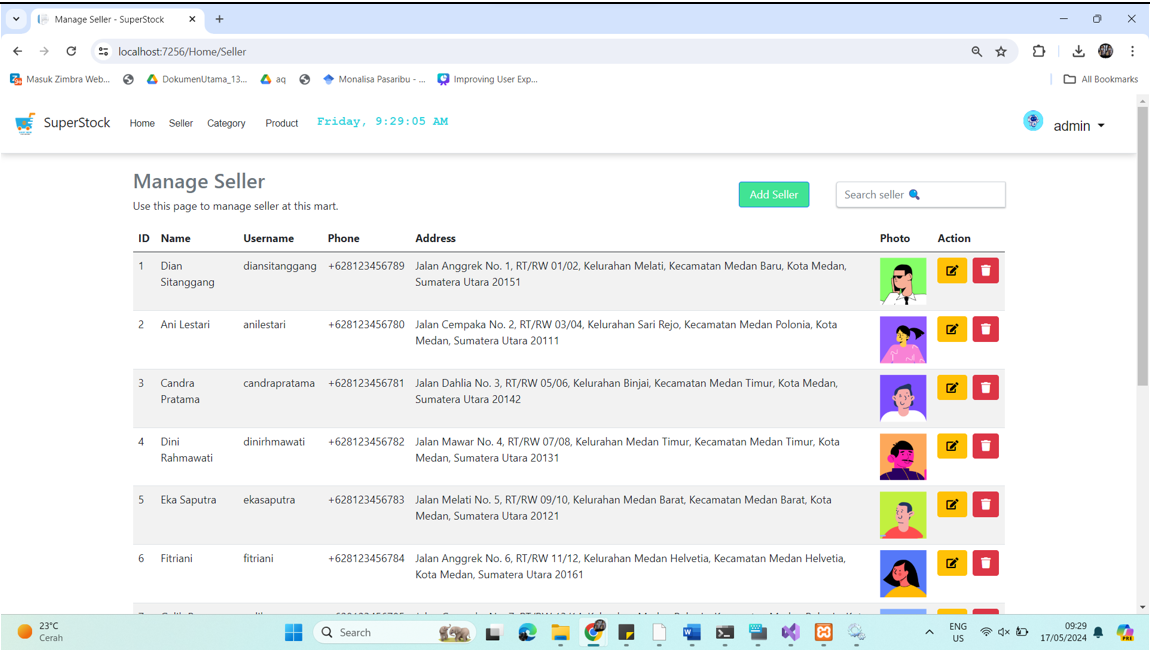 Manage Seller - SuperStock
localhost:7256/Home/Seller
Masuk Zimbra Web... DokumenUtama_13... aq Monalisa Pasaribu - ... Improving User Exp... All Bookmarks
SuperStock Home Seller Category Product Friday, 9:29:05 AM admin
Manage Seller
Use this page to manage seller at this mart.
Add Seller Search seller
ID Name Username Phone Address Photo Action
1 Dian diansitanggang +628123456789 Jalan Anggrek No. 1, RT/RW 01/02, Kelurahan Melati, Kecamatan Medan Baru, Kota Medan,
Sitanggang Sumatera Utara 20151
2 Ani Lestari anilestari +628123456780 Jalan Cempaka No. 2, RT/RW 03/04, Kelurahan Sari Rejo, Kecamatan Medan Polonia, Kota
Medan, Sumatera Utara 20111
3 Candra candrapratama +628123456781 Jalan Dahlia No. 3, RT/RW 05/06, Kelurahan Binjai, Kecamatan Medan Timur, Kota Medan,
Pratama Sumatera Utara 20142
4 Dini dinirhmawati +628123456782 Jalan Mawar No. 4, RT/RW 07/08, Kelurahan Medan Timur, Kecamatan Medan Timur, Kota
Rahmawati Medan, Sumatera Utara 20131
5 Eka Saputra ekasaputra +628123456783 Jalan Melati No. 5, RT/RW 09/10, Kelurahan Medan Barat, Kecamatan Medan Barat, Kota
Medan, Sumatera Utara 20121
6 Fitriani fitriani +628123456784 Jalan Anggrek No. 6, RT/RW 11/12, Kelurahan Medan Helvetia, Kecamatan Medan Helvetia,
Kota Medan, Sumatera Utara 20161
23°C
Cerah
Search
ENG
US
09:29
17/05/2024
PRE